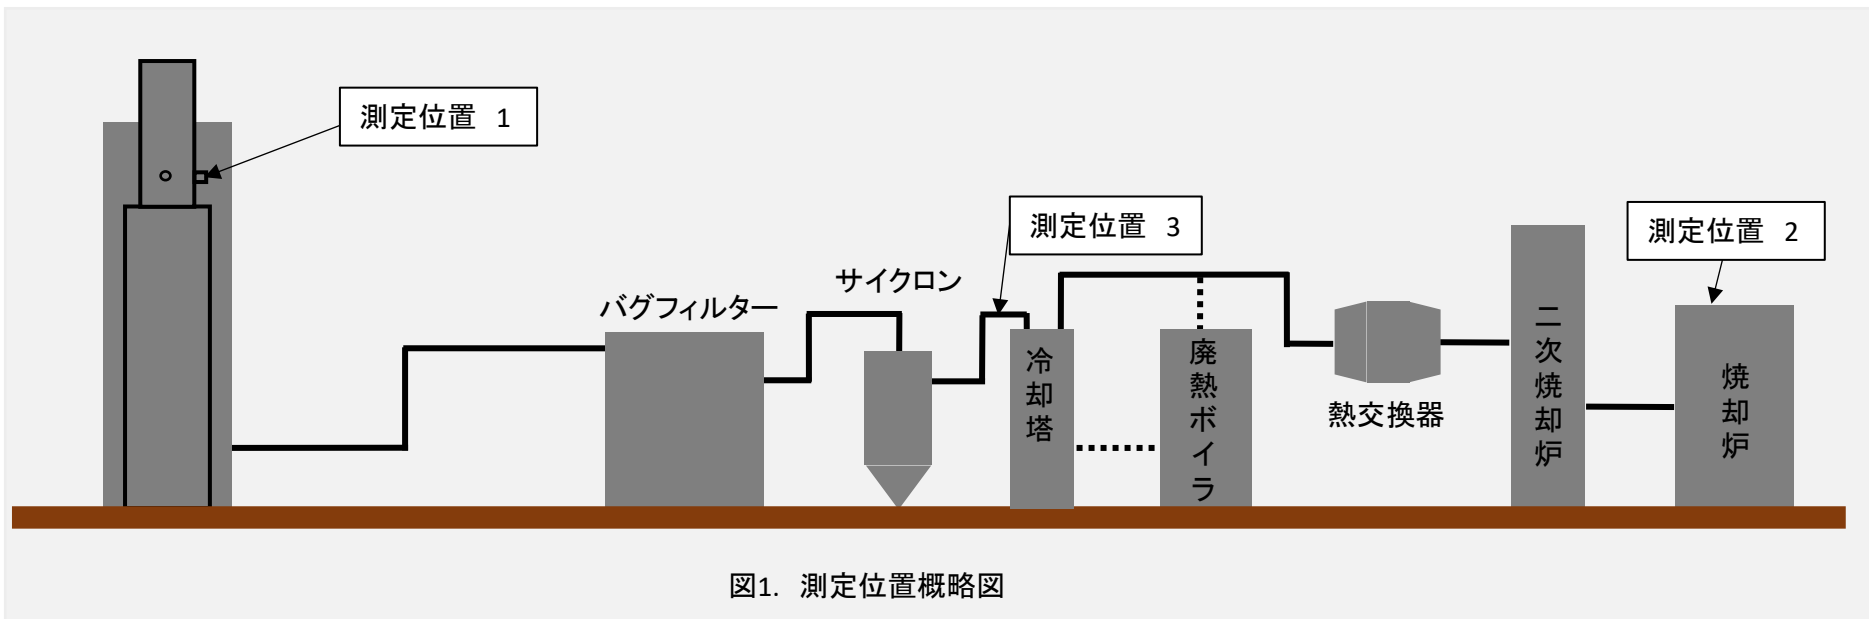 測定位置 1
測定位置 3
測定位置 2
サイクロン
バグフィルター
冷却塔
廃熱ボイラ
熱交換器
二次焼却炉
焼却炉
図1. 測定位置概略図